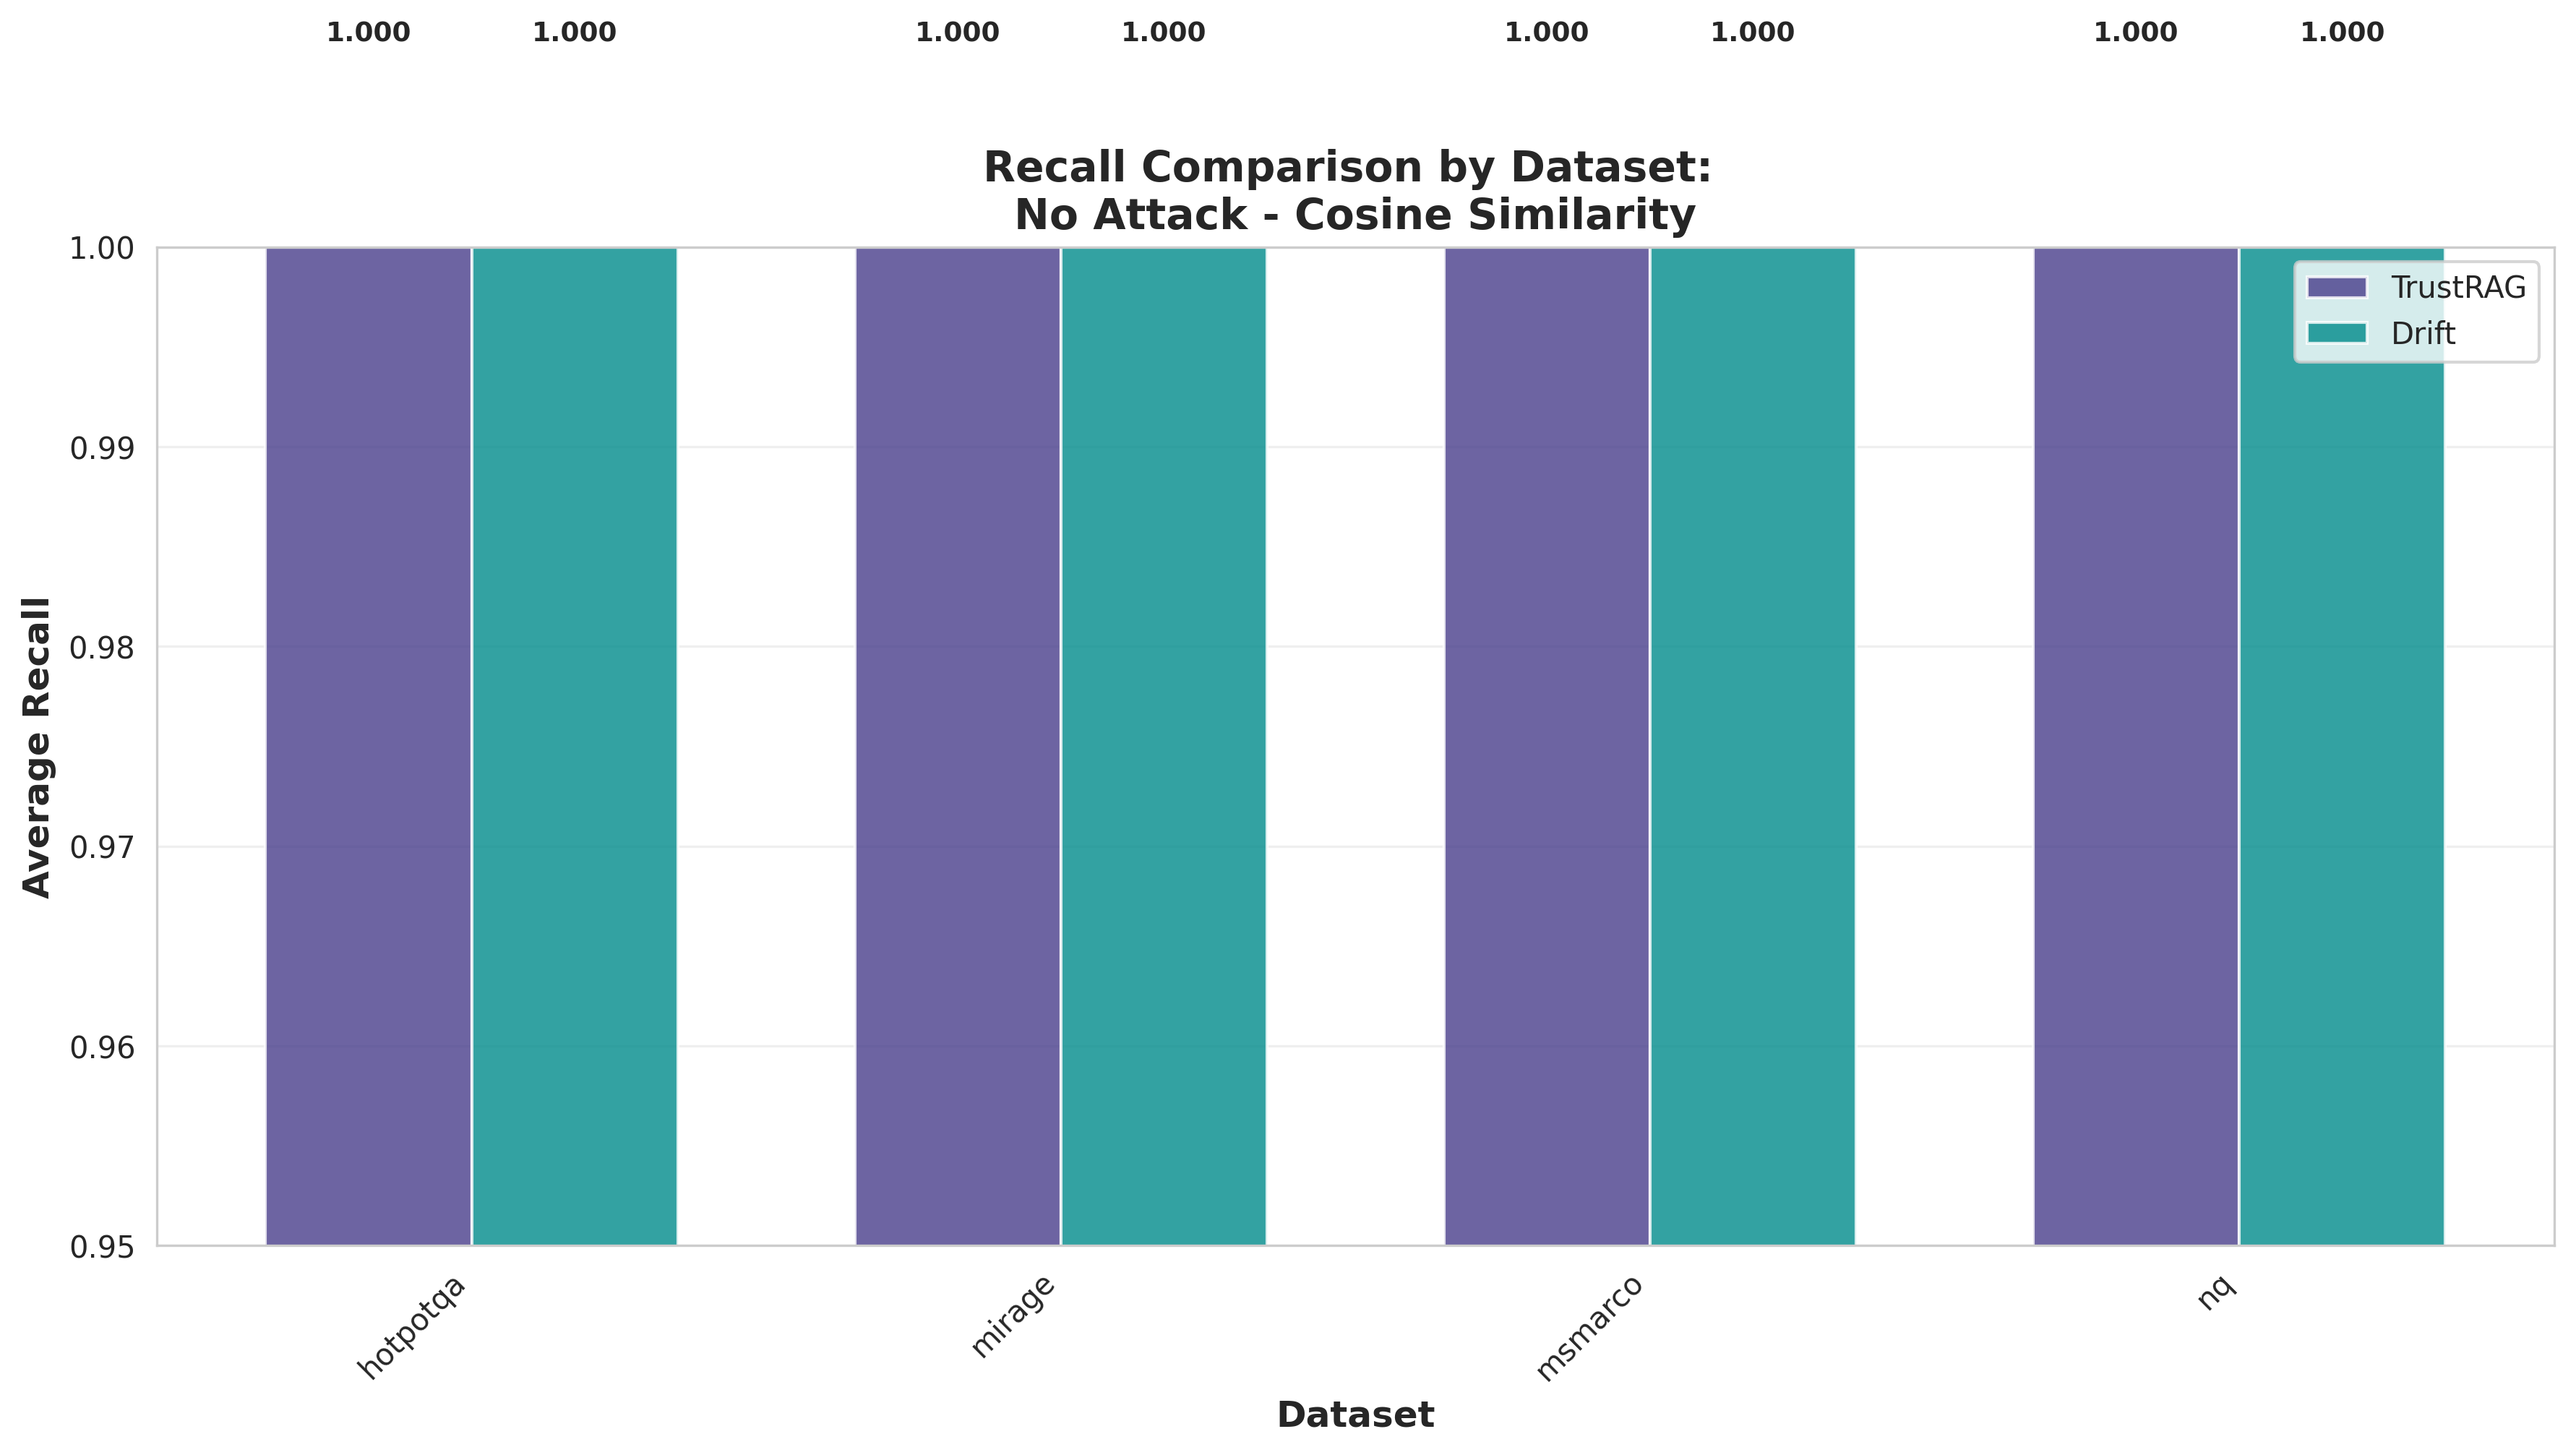 1.000 1.000 1.000 1.000 1.000 1.000 1.000 1.000
Recall Comparison by Dataset:
No Attack - Cosine Similarity
TrustRAG
Drift
Average Recall
1.00
0.99
0.98
0.97
0.96
0.95
hotpotqa mirage msmarco nq
Dataset